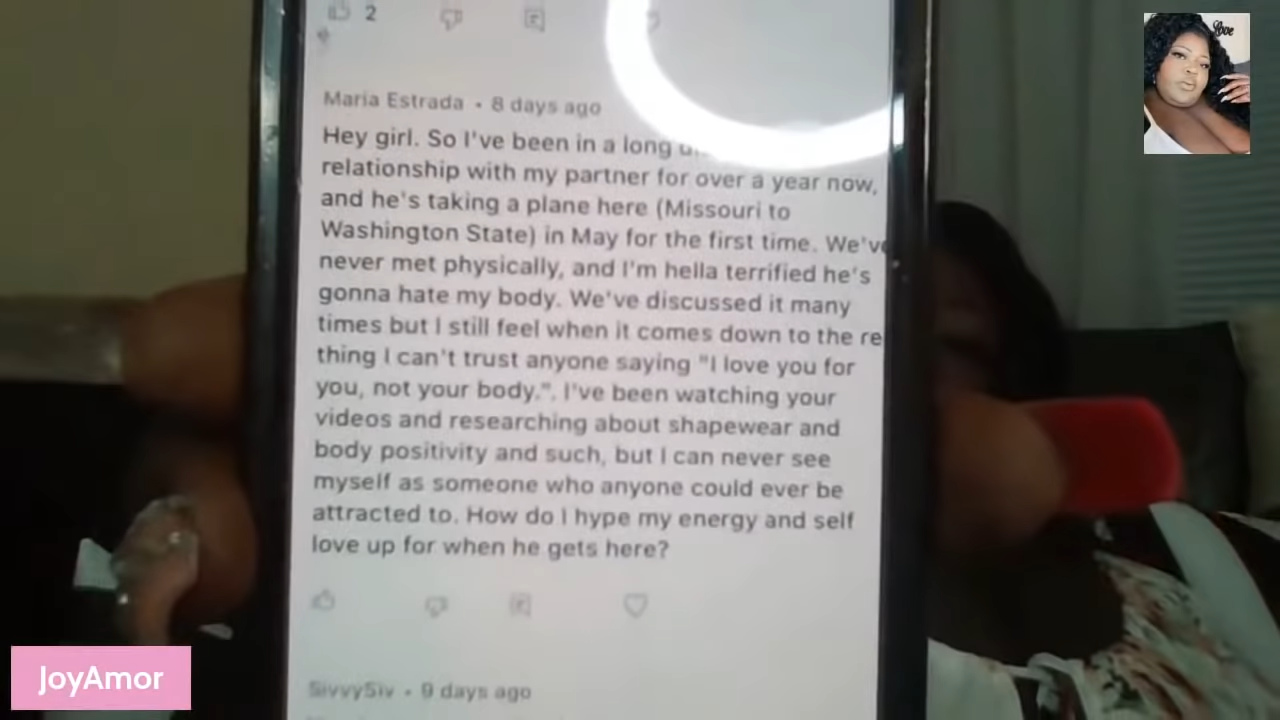 2
Love
Maria Estrada • 8 days ago
Hey girl. So I've been in a long
relationship with my partner for over a year now,
and he's taking a plane here (Missouri to
Washington State) in May for the first time. We've
never met physically, and I'm hella terrified he's
gonna hate my body. We've discussed it many
times but I still feel when it comes down to the
thing I can't trust anyone saying "I love you for
you, not your body.". I've been watching your
videos and researching about shapewear and
body positivity and such, but I can never see
myself as someone who anyone could ever be
attracted to. How do I hype my energy and self
love up for when he gets here?
JoyAmor
SivvySiv • 9 days ago